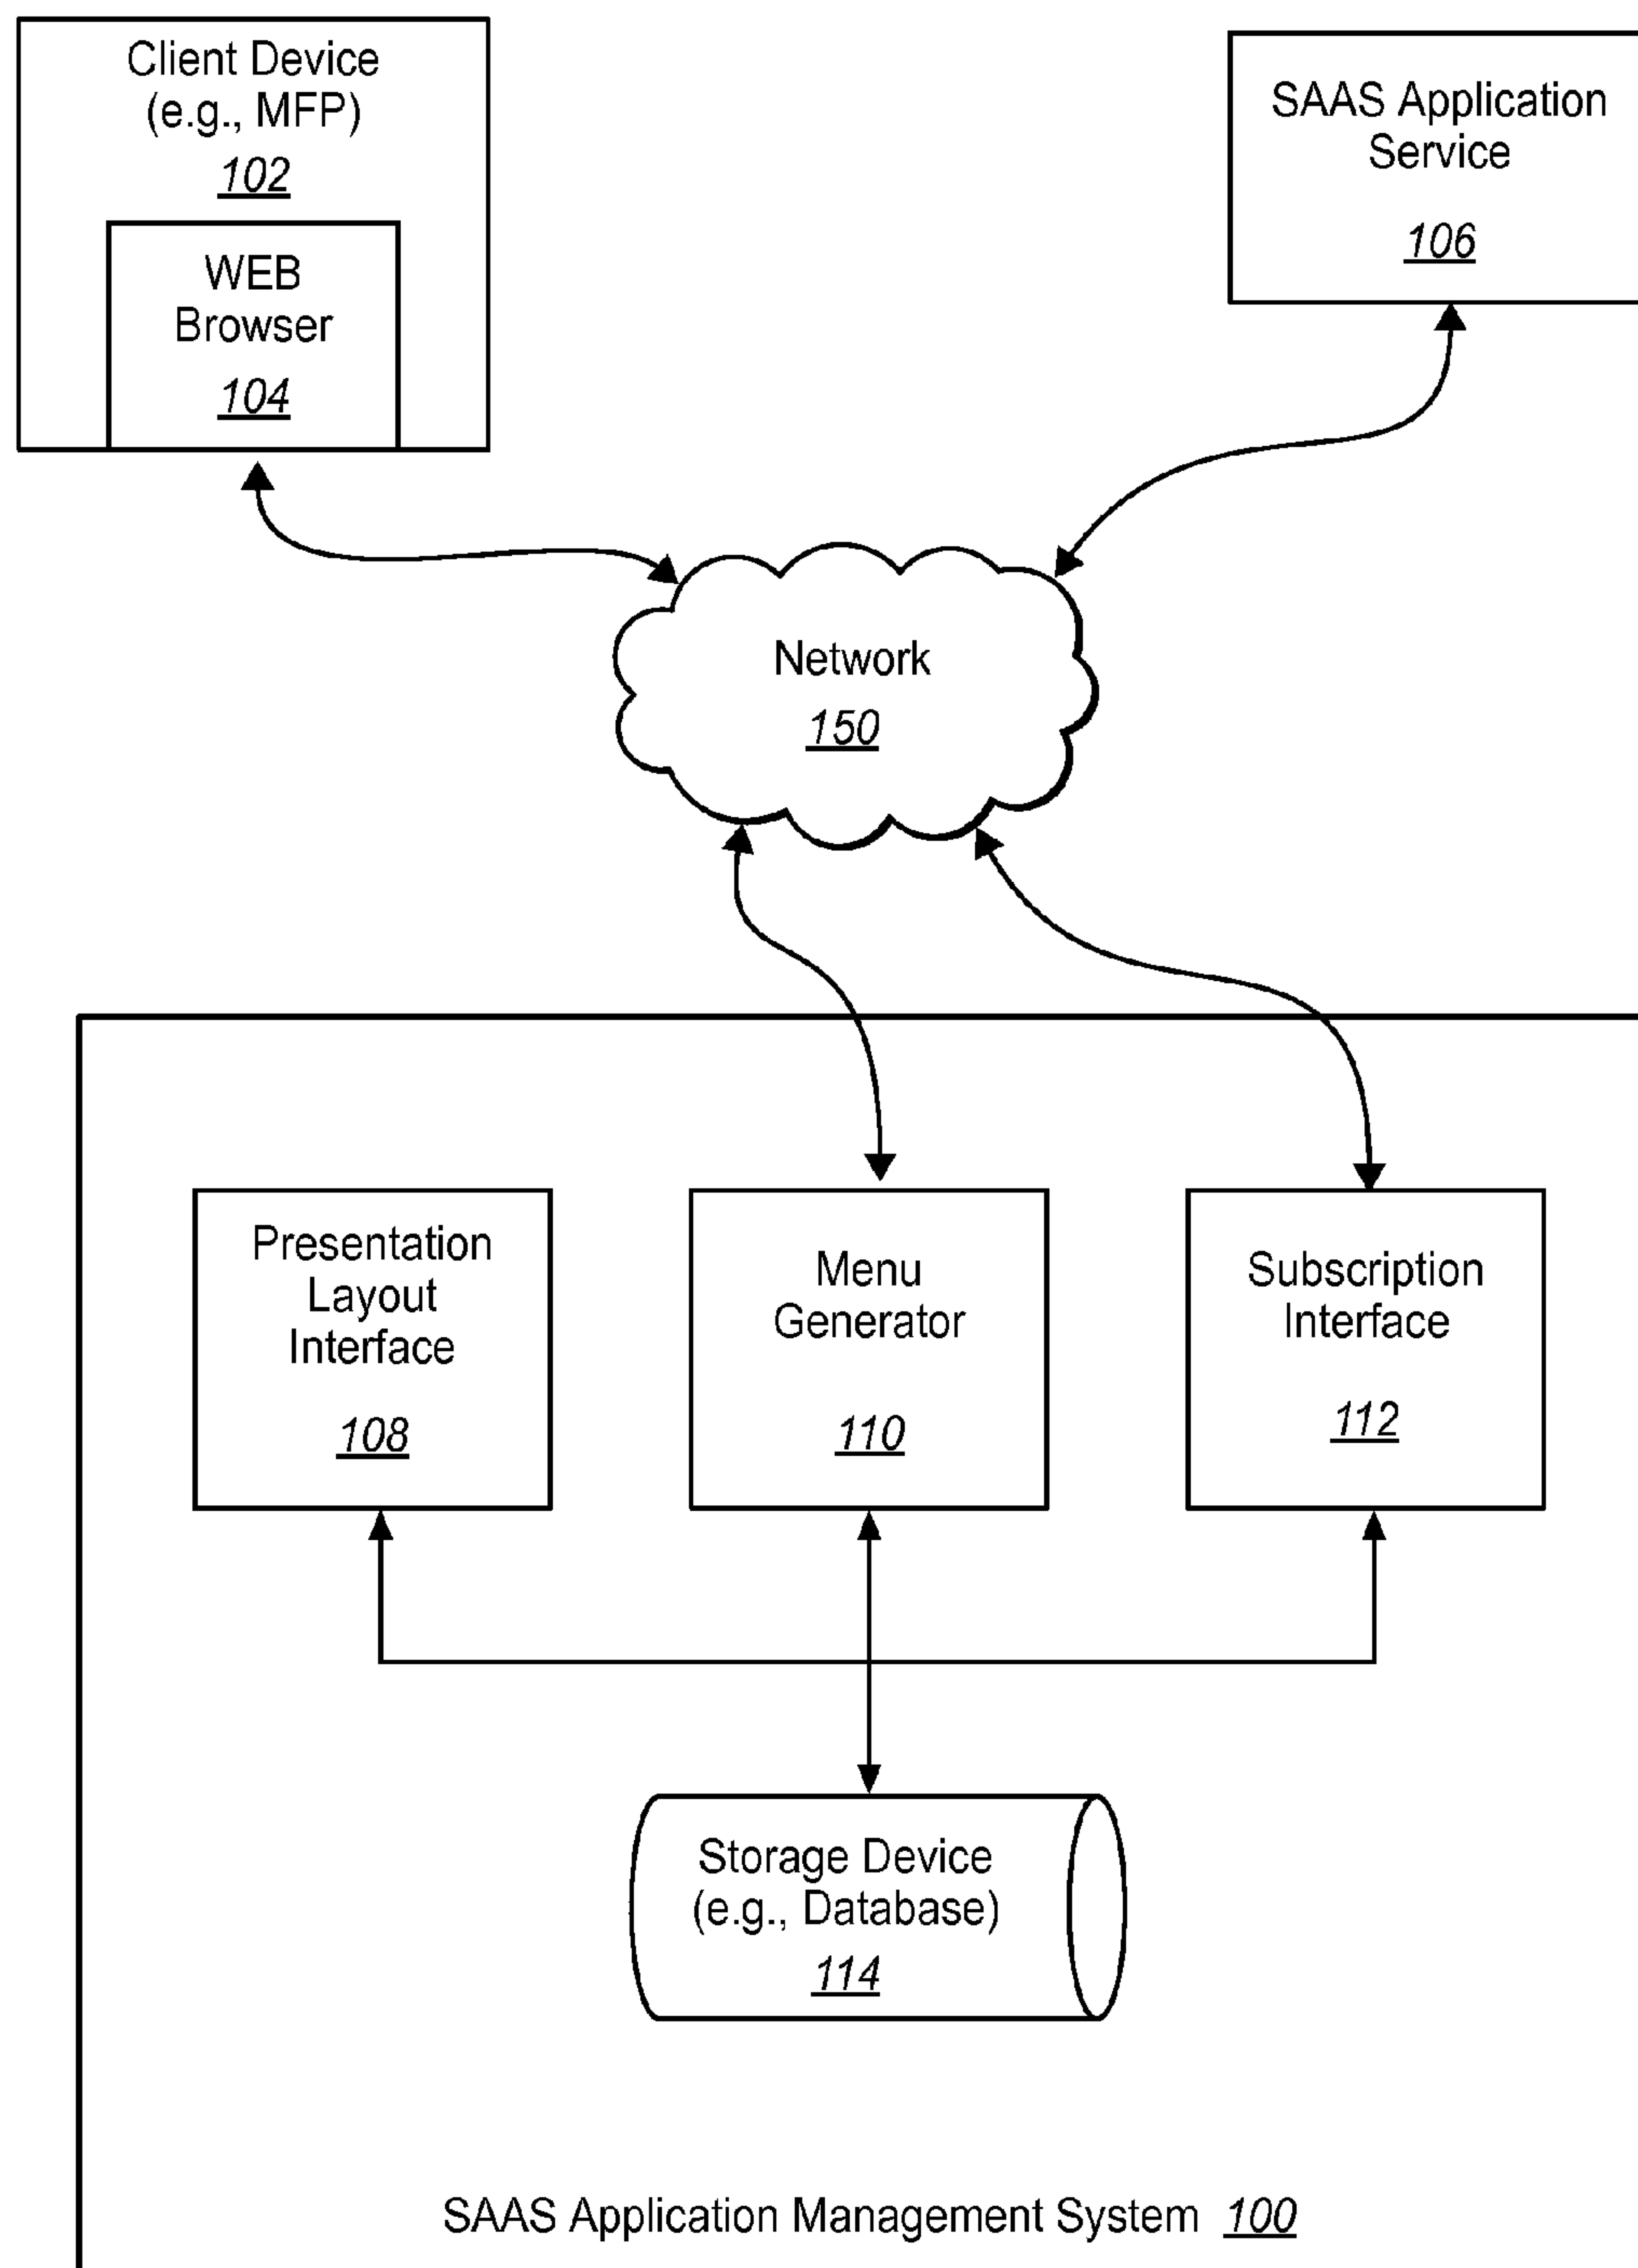 Client Device
(e.g., MFP)
102
WEB
Browser
104
SAAS Application
Service
106
Network
150
Presentation
Layout
Interface
108
Menu
Generator
110
Subscription
Interface
112
Storage Device
(e.g., Database)
114
SAAS Application Management System 100